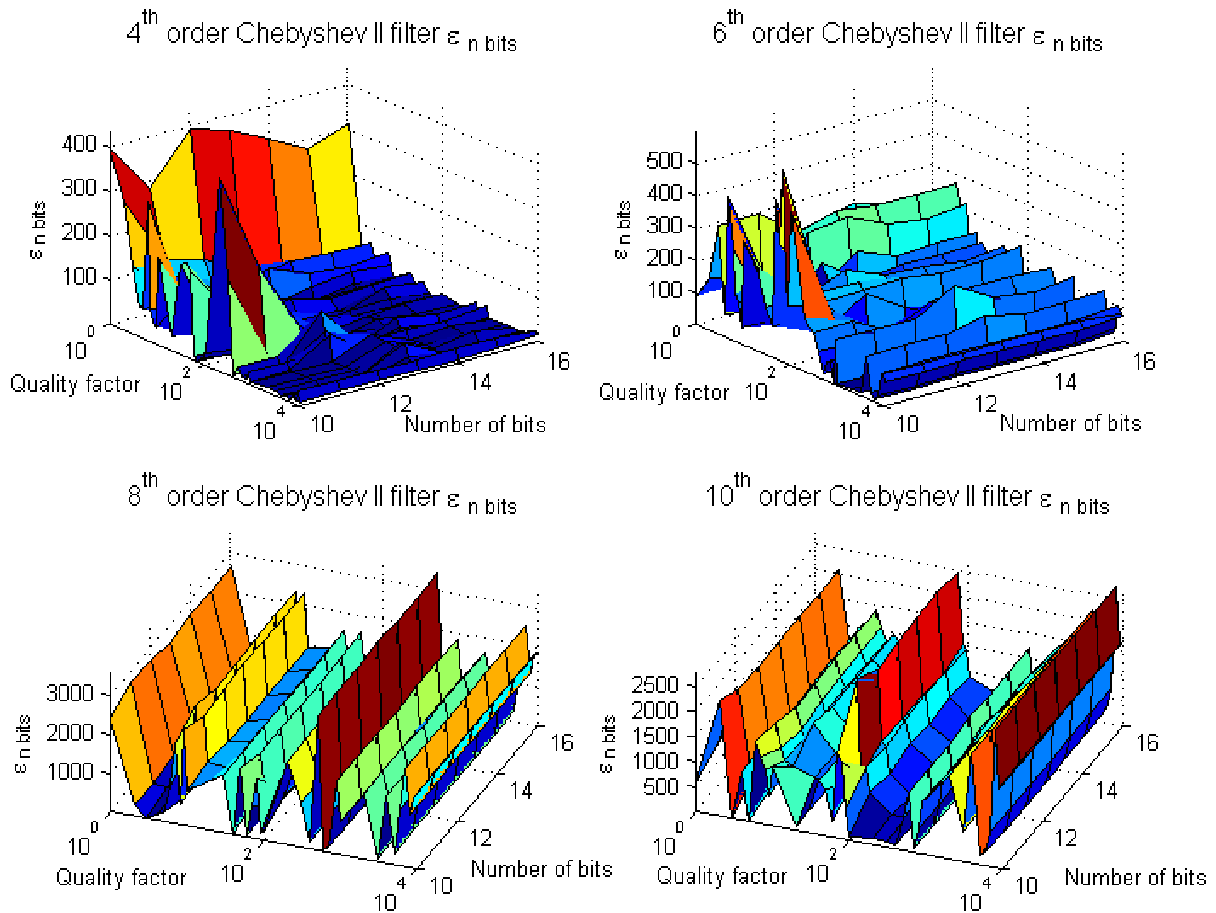 4th order Chebyshev II filter ε n bits
400
300
200
100
ε n bits
10 0
10 2
10 4
Quality factor
10
12
14
16
Number of bits
6th order Chebyshev II filter ε n bits
500
400
300
200
100
ε n bits
10 0
10 2
10 4
Quality factor
10
12
14
16
Number of bits
8th order Chebyshev II filter ε n bits
3000
2000
1000
ε n bits
10 0
10 2
10 4
Quality factor
10
12
14
16
Number of bits
10th order Chebyshev II filter ε n bits
2500
2000
1500
1000
500
ε n bits
10 0
10 2
10 4
Quality factor
10
12
14
16
Number of bits